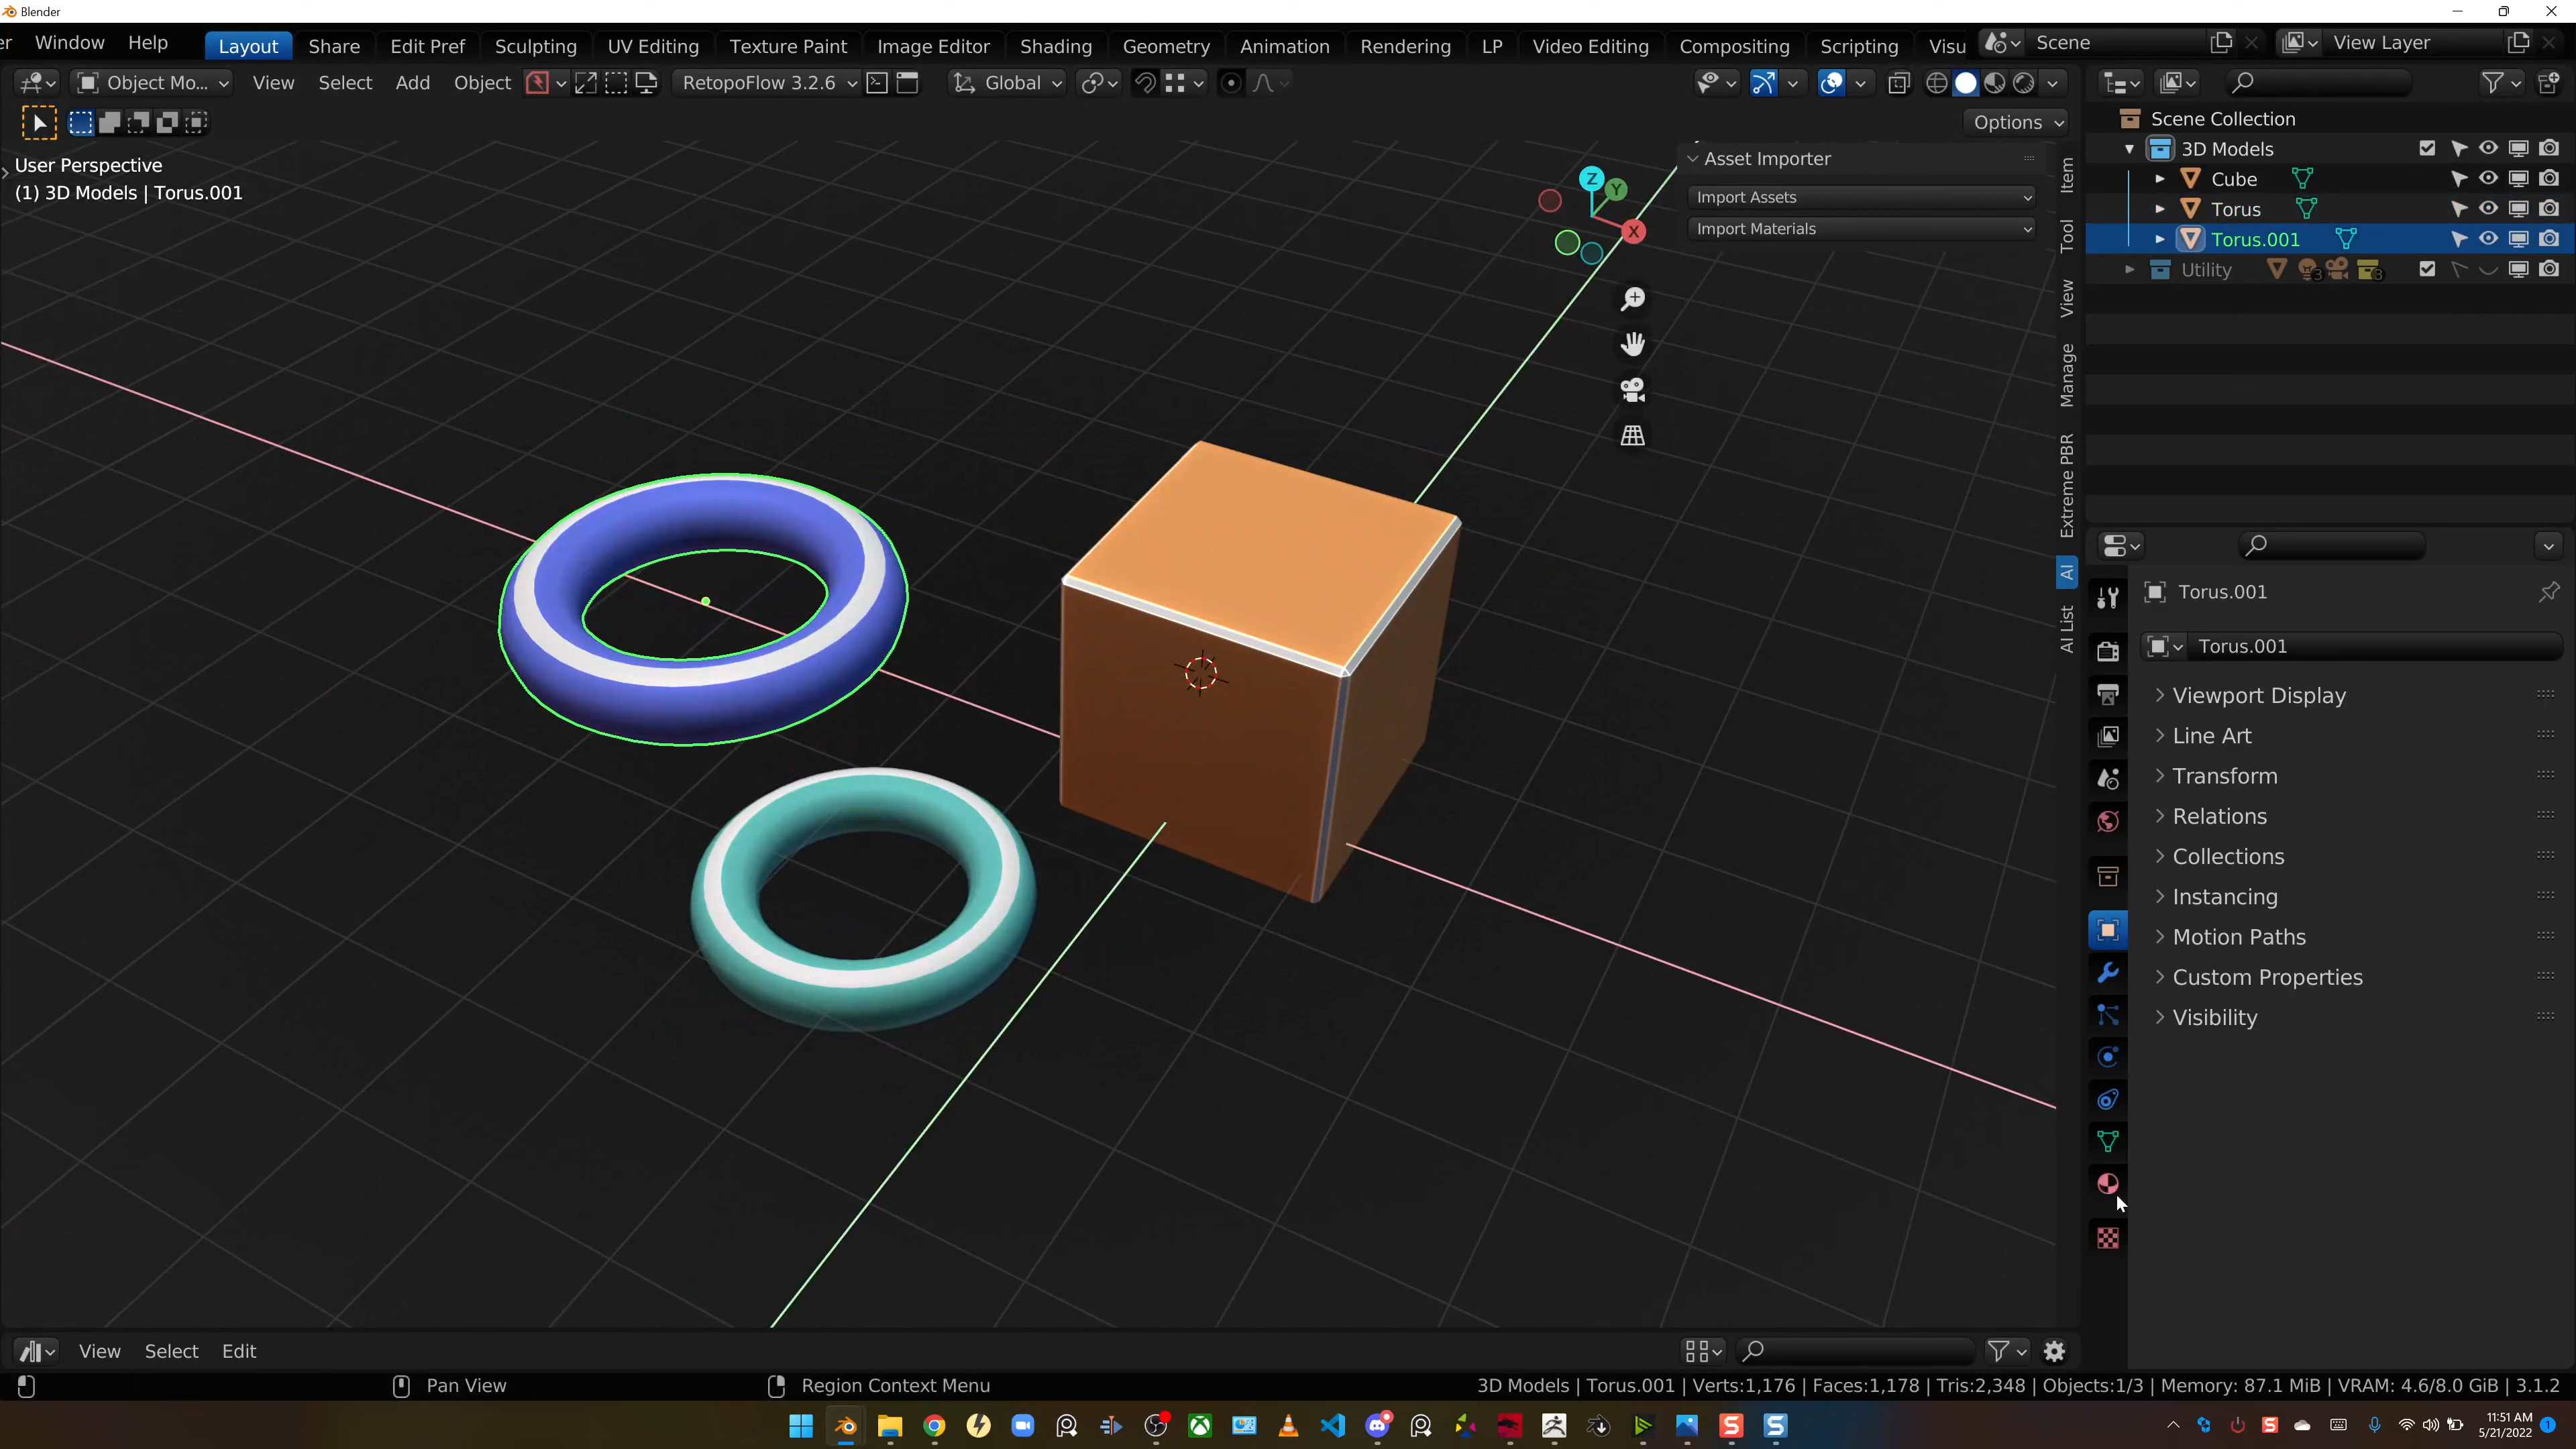 Blender
er Window Help Layout Share Edit Pref Sculpting UV Editing Texture Paint Image Editor Shading Geometry Animation Rendering LP Video Editing Compositing Scripting Visu Scene View Layer
Object Mo... View Select Add Object RetopoFlow 3.2.6 Global
Options
User Perspective
(1) 3D Models | Torus.001
Asset Importer
Import Assets
Import Materials
Z
Y
X
Item
Tool
View
Manage
Extreme PBR
AI
AI List
Scene Collection
3D Models
Cube
Torus
Torus.001
Utility 3 3
Torus.001
Torus.001
Viewport Display
Line Art
Transform
Relations
Collections
Instancing
Motion Paths
Custom Properties
Visibility
View Select Edit
Pan View Region Context Menu 3D Models | Torus.001 | Verts:1,176 | Faces:1,178 | Tris:2,348 | Objects:1/3 | Memory: 87.1 MiB | VRAM: 4.6/8.0 GiB | 3.1.2
11:51 AM
5/21/2022
1